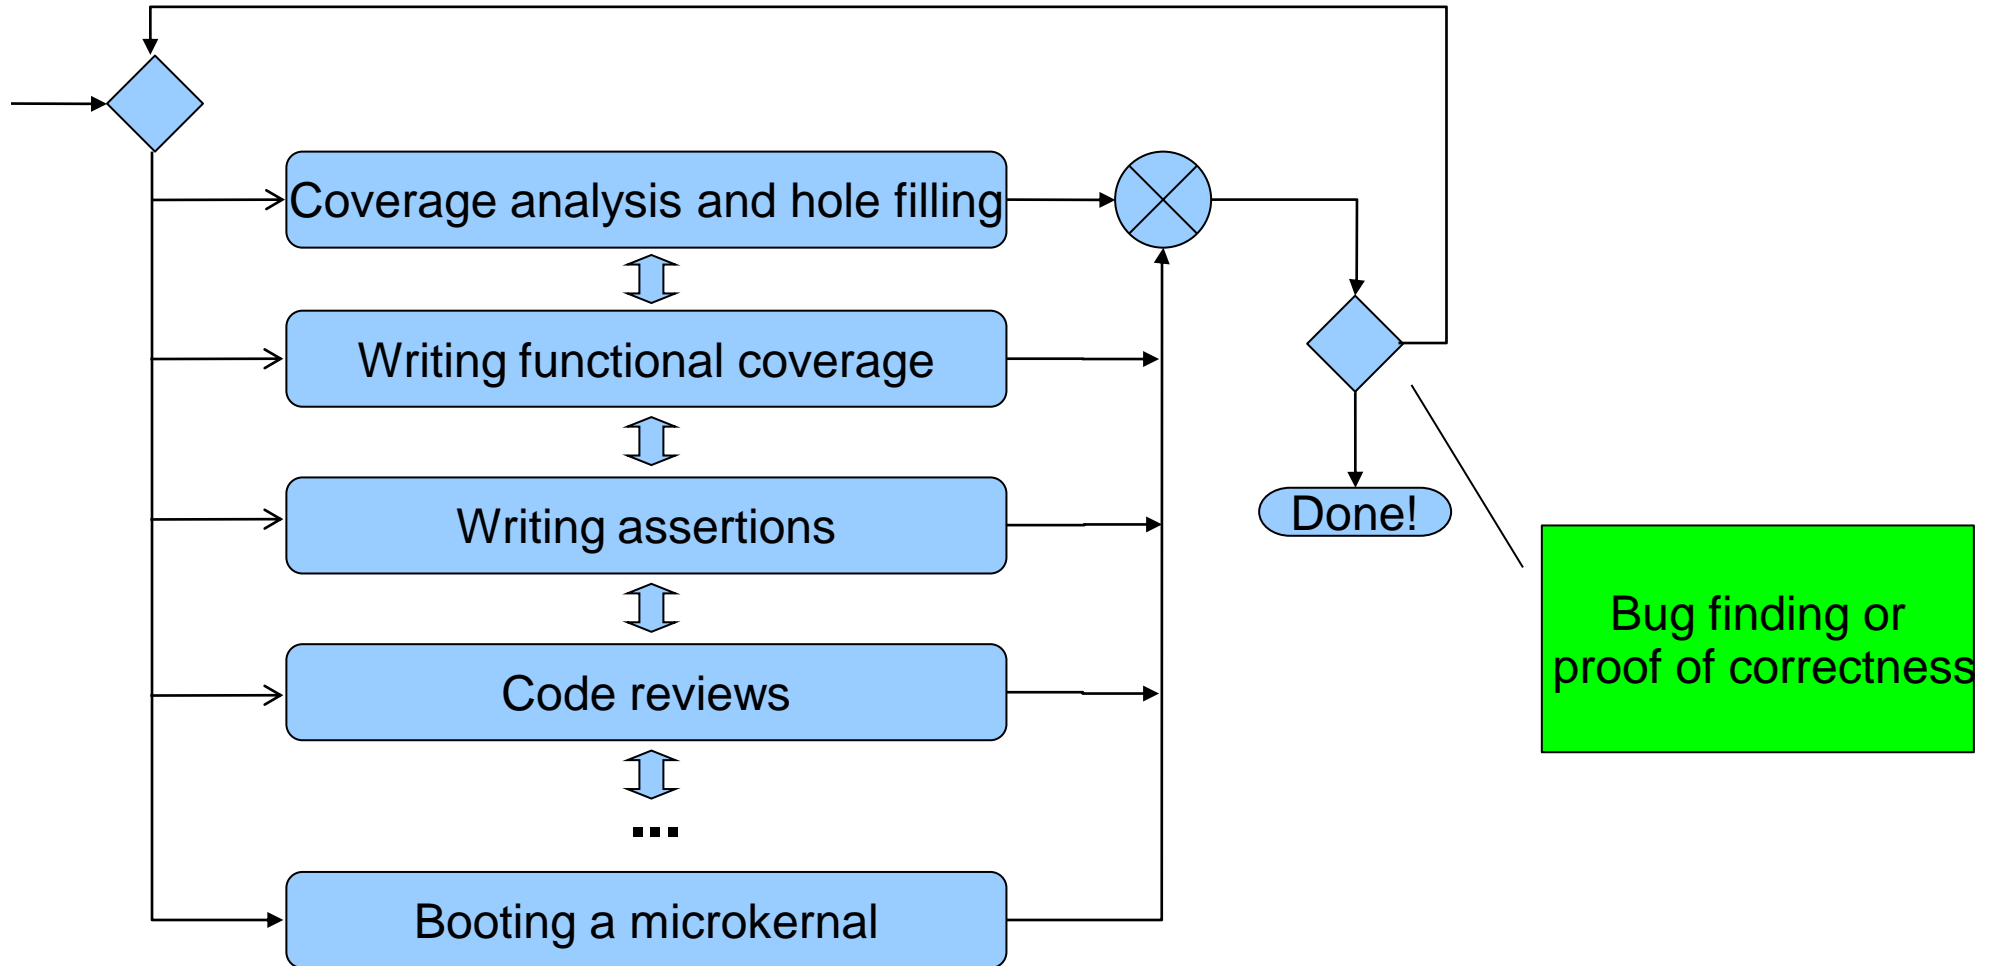 Coverage analysis and hole filling
Writing functional coverage
Writing assertions
Done!
Bug finding or
proof of correctness
Code reviews
...
Booting a microkernal